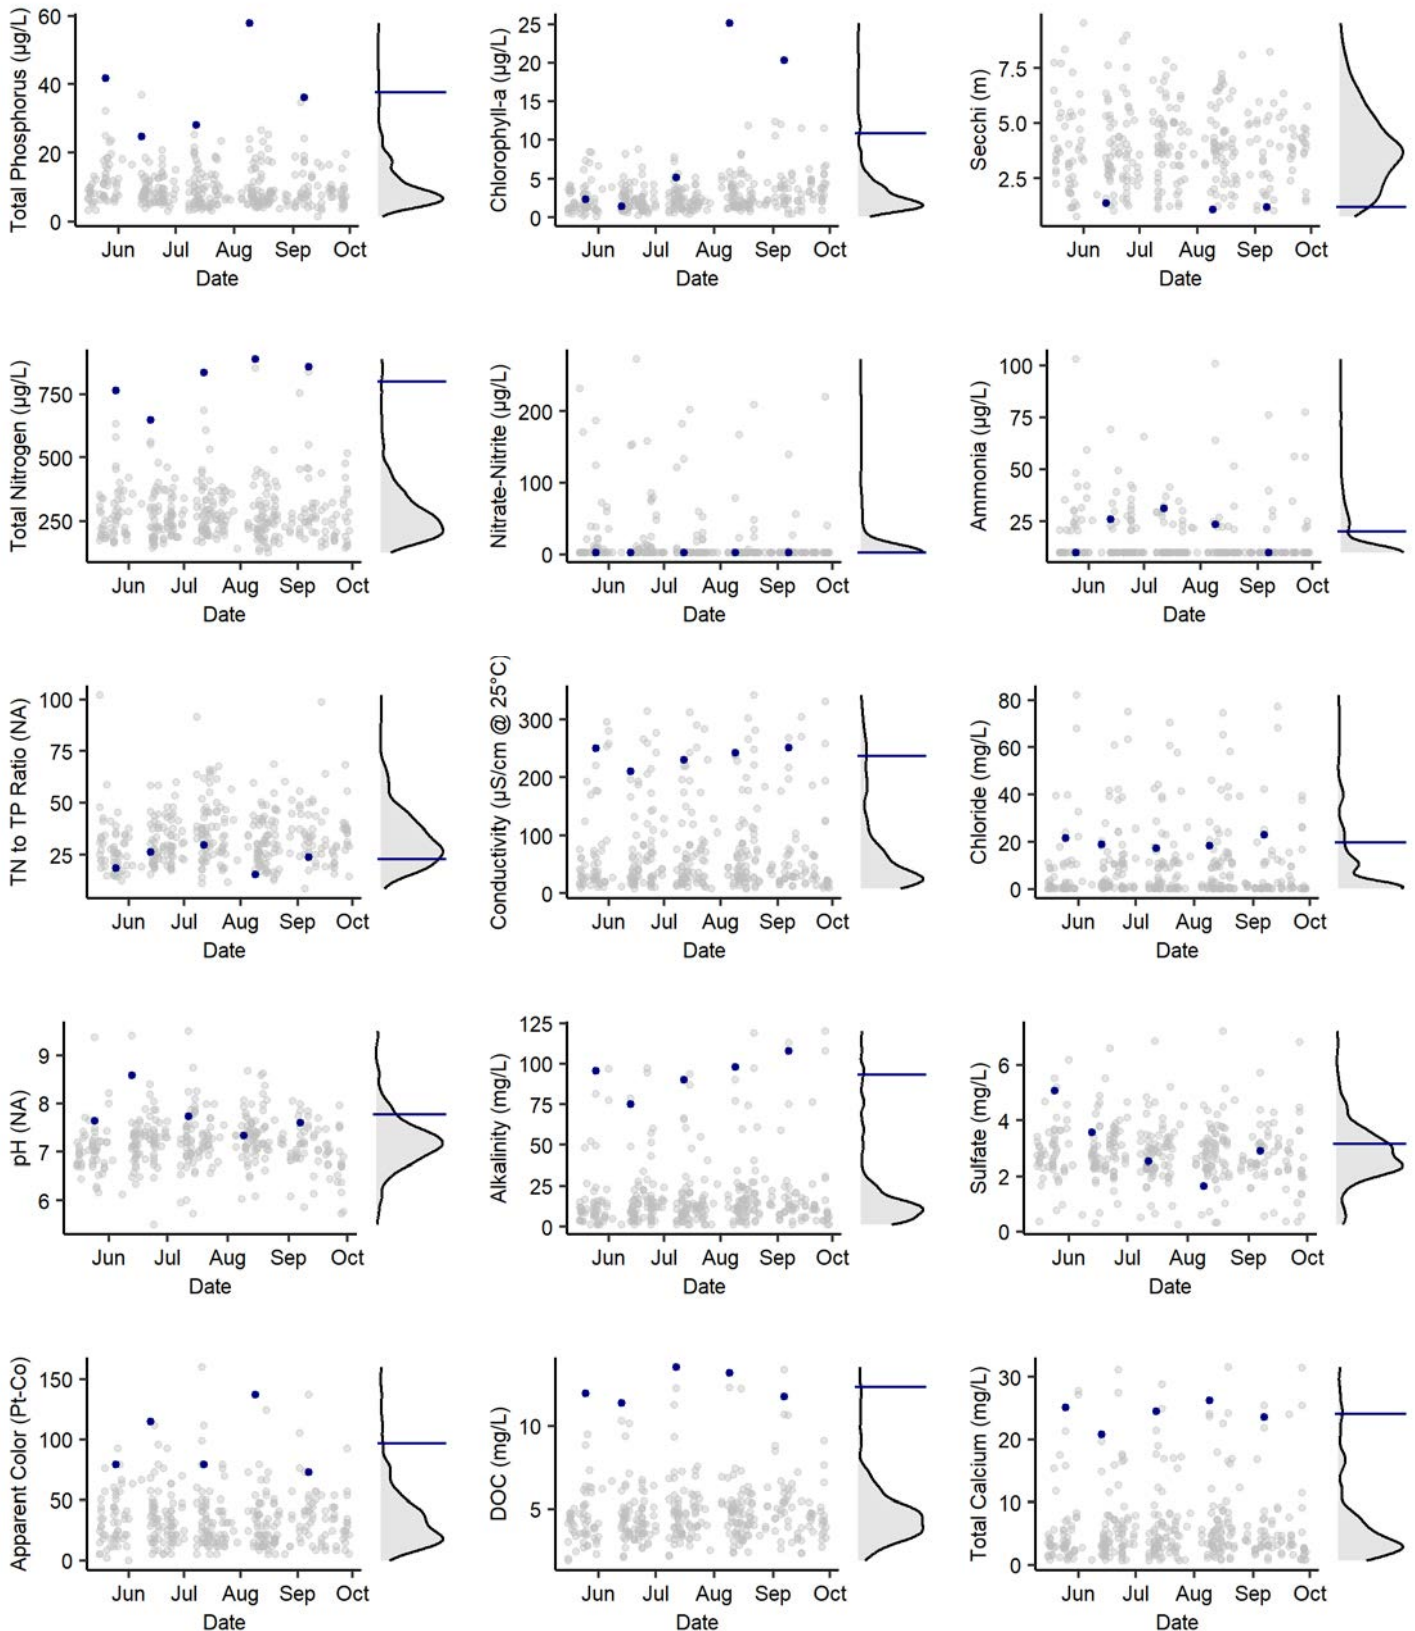 Total Phosphorus (µg/L)
60
40
20
0
Jun Jul Aug Sep Oct
Date
Chlorophyll-a (µg/L)
25
20
15
10
5
0
Jun Jul Aug Sep Oct
Date
Secchi (m)
7.5
5.0
2.5
Jun Jul Aug Sep Oct
Date
Total Nitrogen (µg/L)
750
500
250
Jun Jul Aug Sep Oct
Date
Nitrate-Nitrite (µg/L)
200
100
0
Jun Jul Aug Sep Oct
Date
Ammonia (µg/L)
100
75
50
25
Jun Jul Aug Sep Oct
Date
TN to TP Ratio (NA)
100
75
50
25
Jun Jul Aug Sep Oct
Date
Conductivity (µS/cm @ 25°C)
300
200
100
0
Jun Jul Aug Sep Oct
Date
Chloride (mg/L)
80
60
40
20
0
Jun Jul Aug Sep Oct
Date
pH (NA)
9
8
7
6
Jun Jul Aug Sep Oct
Date
Alkalinity (mg/L)
125
100
75
50
25
0
Jun Jul Aug Sep Oct
Date
Sulfate (mg/L)
6
4
2
0
Jun Jul Aug Sep Oct
Date
Apparent Color (Pt-Co)
150
100
50
0
Jun Jul Aug Sep Oct
Date
DOC (mg/L)
10
5
Jun Jul Aug Sep Oct
Date
Total Calcium (mg/L)
30
20
10
0
Jun Jul Aug Sep Oct
Date